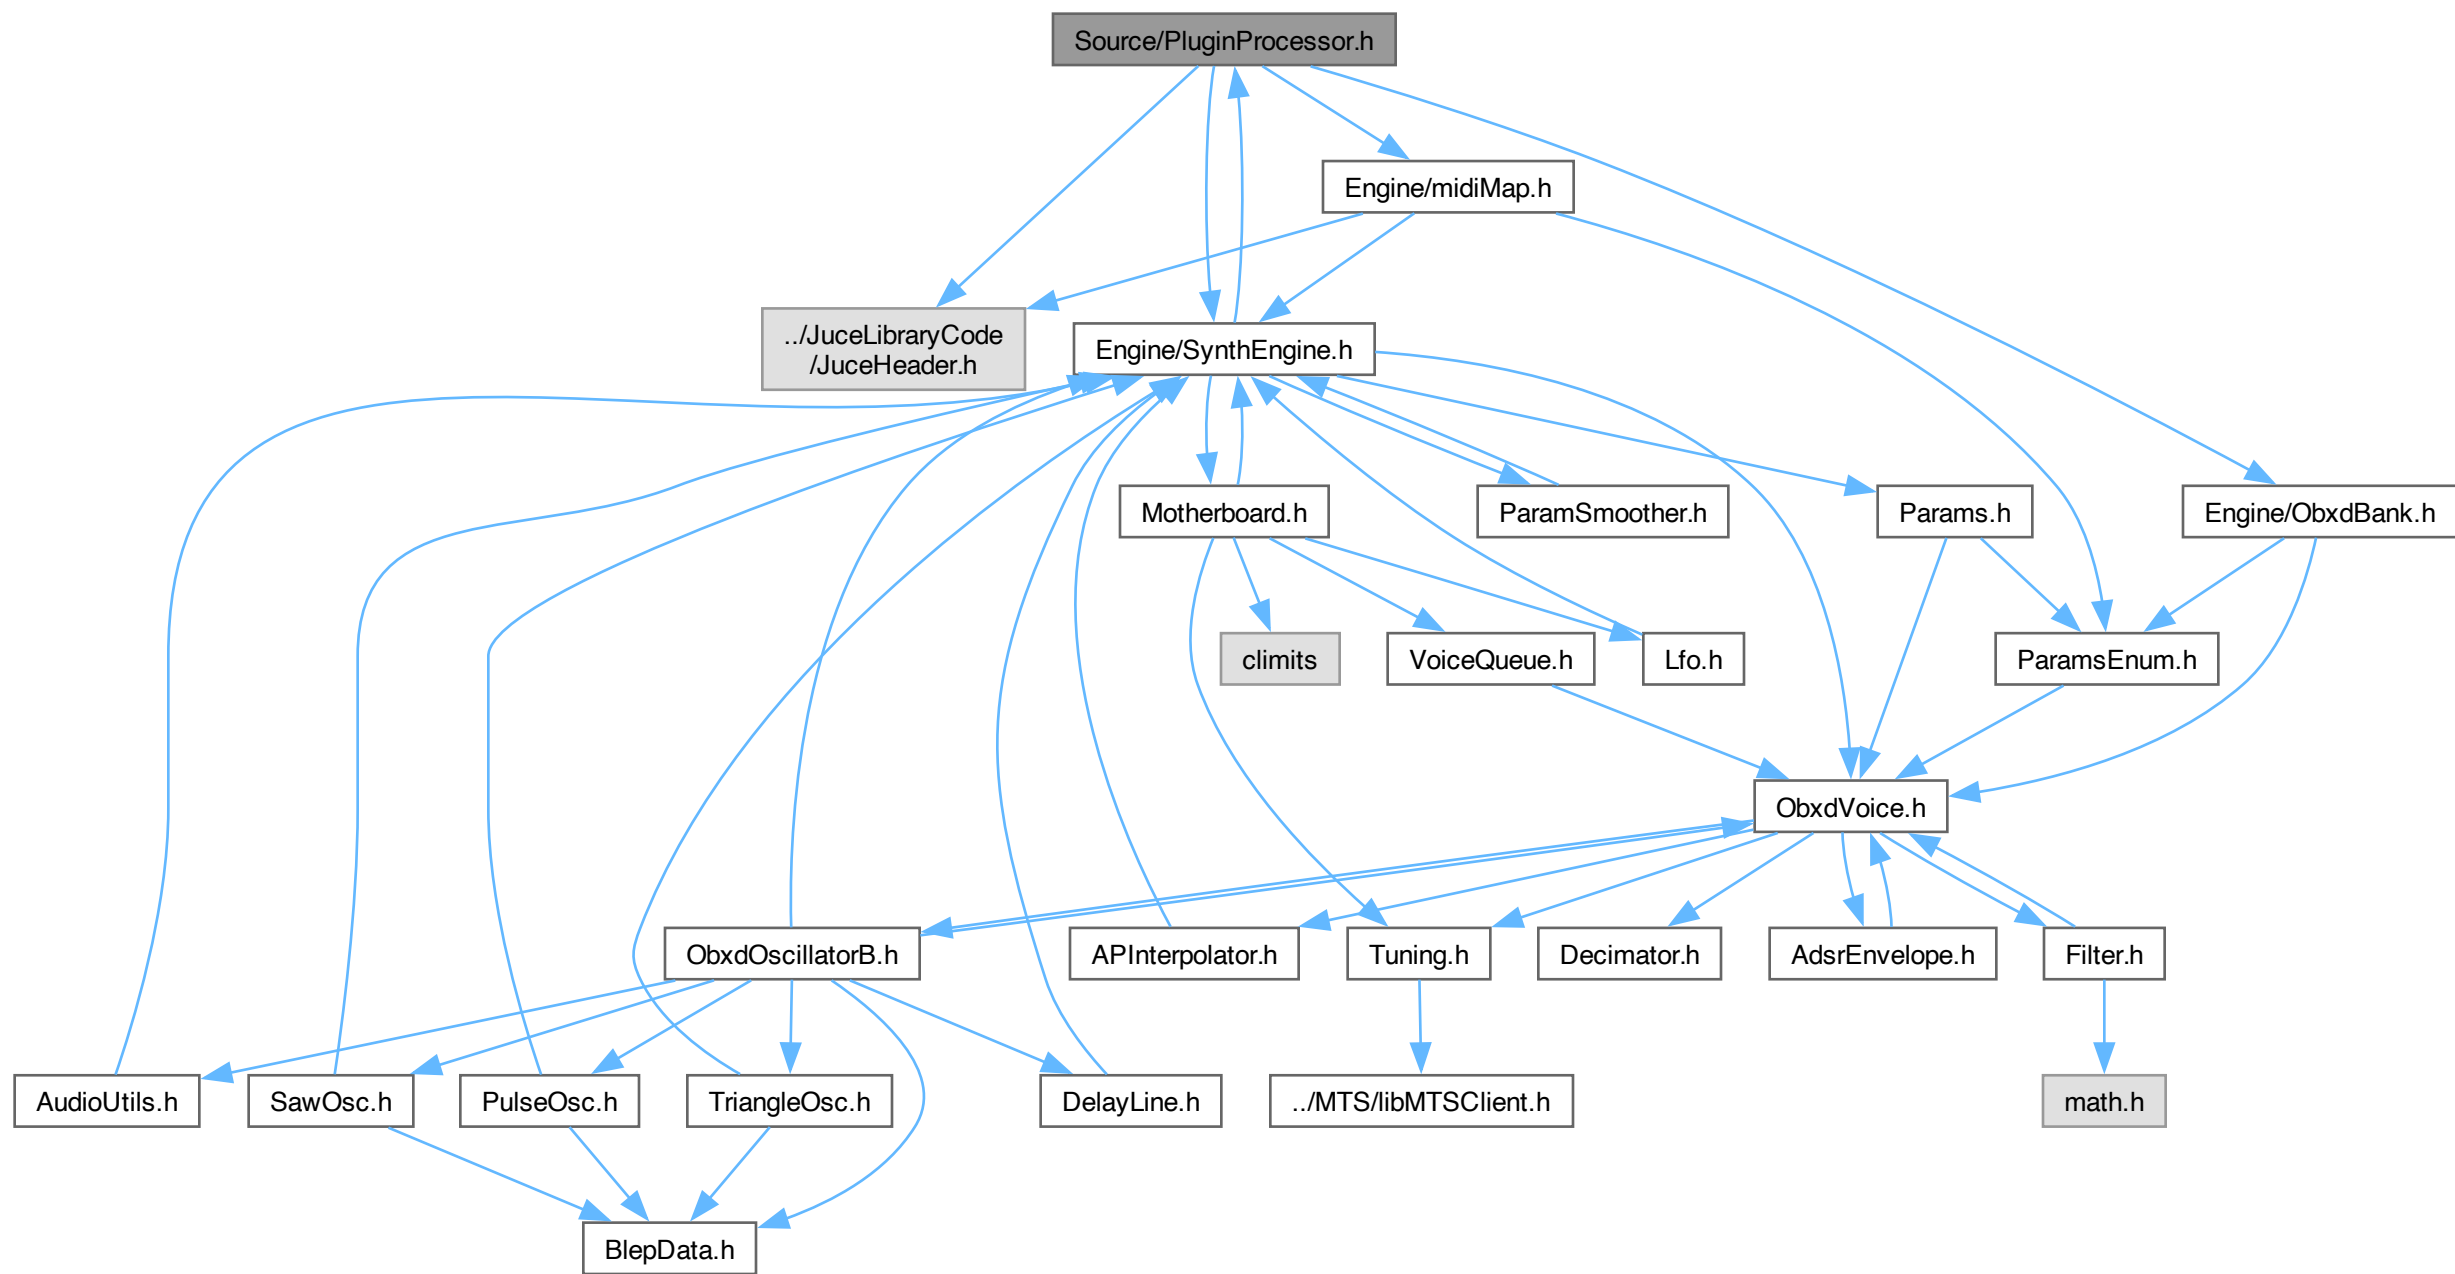 Source/PluginProcessor.h
Engine/midiMap.h
../JuceLibraryCode
/JuceHeader.h
Engine/SynthEngine.h
Motherboard.h
ParamSmoother.h
Params.h
Engine/ObxdBank.h
climits
VoiceQueue.h
Lfo.h
ParamsEnum.h
ObxdVoice.h
ObxdOscillatorB.h
APInterpolator.h
Tuning.h
Decimator.h
AdsrEnvelope.h
Filter.h
AudioUtils.h
SawOsc.h
PulseOsc.h
TriangleOsc.h
DelayLine.h
../MTS/libMTSClient.h
math.h
BlepData.h